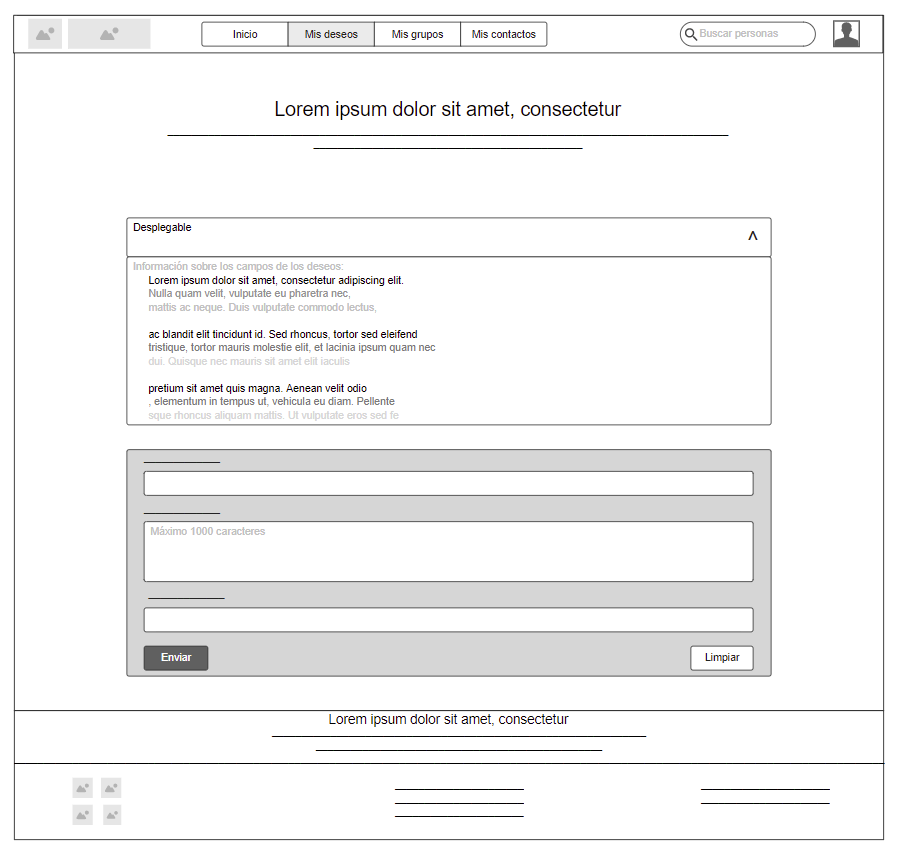 Inicio
Mis deseos
Mis grupos
Mis contactos
Buscar personas
Lorem ipsum dolor sit amet, consectetur
Desplegable
Información sobre los campos de los deseos:
Lorem ipsum dolor sit amet, consectetur adipiscing elit.
Nulla quam velit, vulputate eu pharetra nec,
mattis ac neque. Duis vulputate commodo lectus,
ac blandit elit tincidunt id. Sed rhoncus, tortor sed eleifend
tristique, tortor mauris molestie elit, et lacinia ipsum quam nec
dui. Quisque nec mauris sit amet elit iaculis
pretium sit amet quis magna. Aenean velit odio
, elementum in tempus ut, vehicula eu diam. Pellente
sque rhoncus aliquam mattis. Ut vulputate eros sed fe
Máximo 1000 caracteres
Enviar
Limpiar
Lorem ipsum dolor sit amet, consectetur